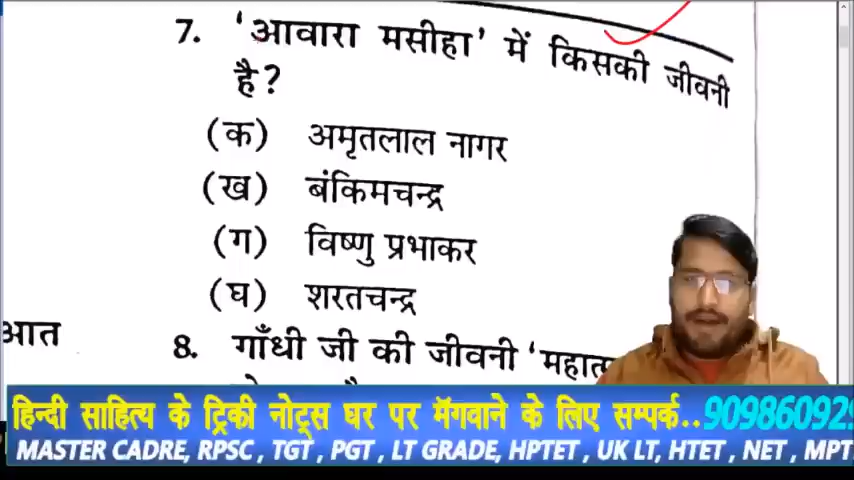 7. 'आवारा मसीहा' में किसकी जीवनी
है?
(क) अमृतलाल नागर
(ख) बंकिमचन्द्र
(ग) विष्णु प्रभाकर
(घ) शरतचन्द्र
आत
8. गाँधी जी की जीवनी 'महात्म
हिन्दी साहित्य के ट्रिकी नोट्स घर पर मॅगवाने के लिए सम्पर्क..909860929
MASTER CADRE, RPSC , TGT , PGT , LT GRADE, HPTET , UK LT, HTET , NET , MPT